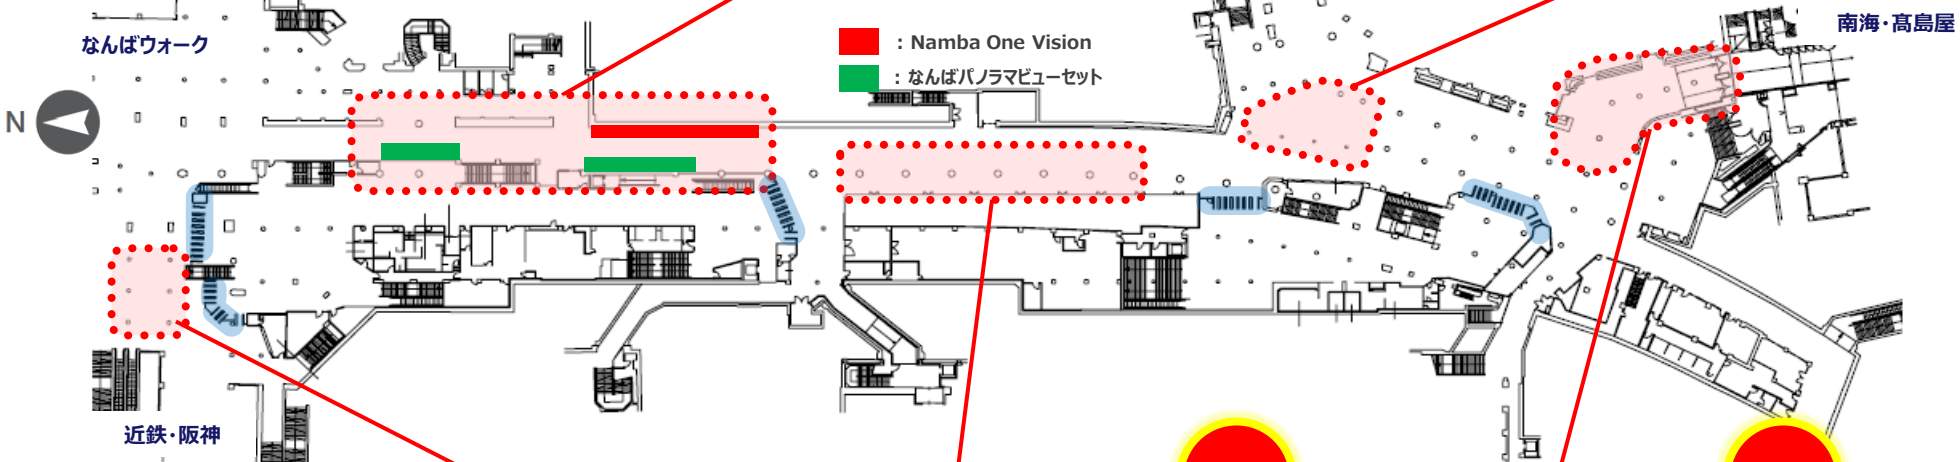 なんばウォーク
: Namba One Vision
: なんばパノラマビューセット
南海・髙島屋
N
近鉄・阪神